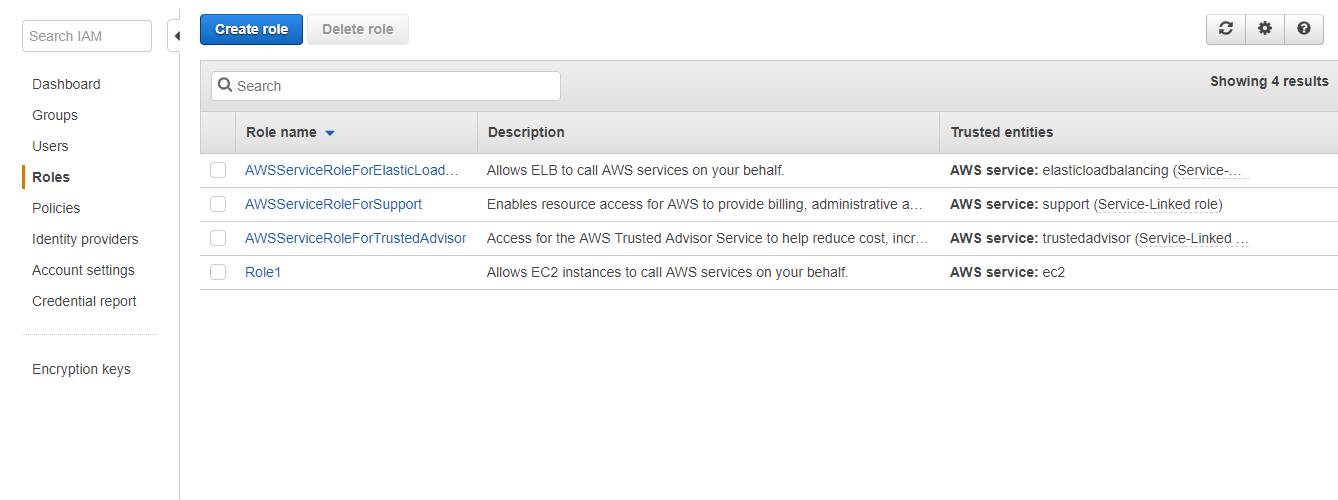 Search IAM
Dashboard
Groups
Users
Roles
Policies
Identity providers
Account settings
Credential report
Encryption keys
Create role Delete role
Search
Showing 4 results
Role name Description Trusted entities
AWSServiceRoleForElasticLoad… Allows ELB to call AWS services on your behalf. AWS service: elasticloadbalancing (Service-…
AWSServiceRoleForSupport Enables resource access for AWS to provide billing, administrative a… AWS service: support (Service-Linked role)
AWSServiceRoleForTrustedAdvisor Access for the AWS Trusted Advisor Service to help reduce cost, incr… AWS service: trustedadvisor (Service-Linked …
Role1 Allows EC2 instances to call AWS services on your behalf. AWS service: ec2